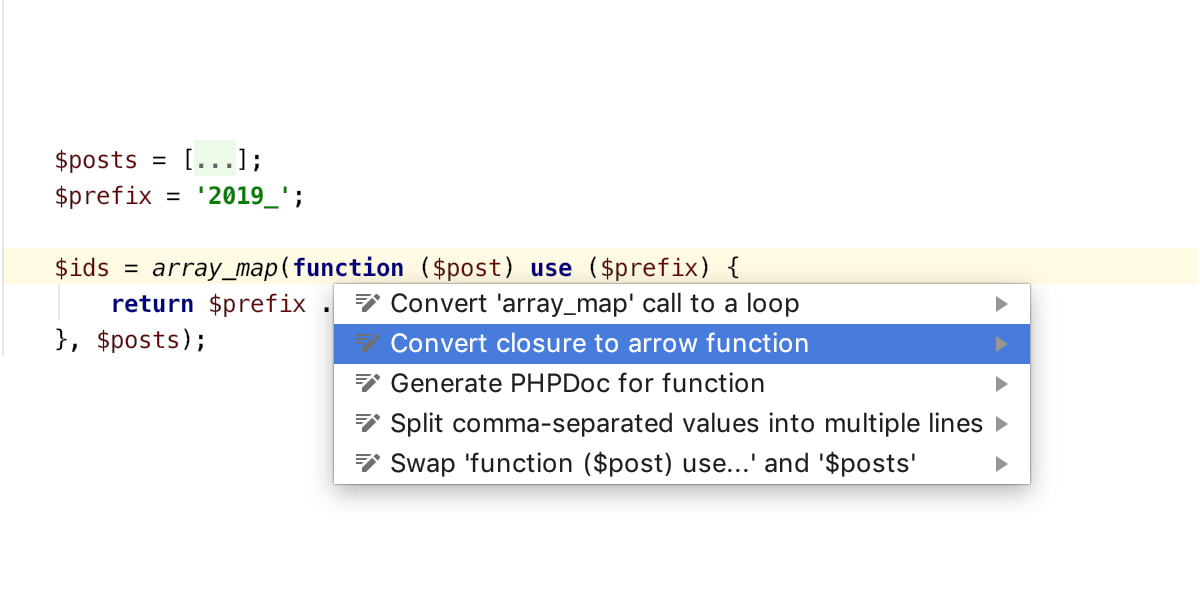 $posts = [...];
$prefix = '2019_';
$ids = array_map(function ($post) use ($prefix) {
return $prefix .
}, $posts);
Convert 'array_map' call to a loop
Convert closure to arrow function
Generate PHPDoc for function
Split comma-separated values into multiple lines
Swap 'function ($post) use...' and '$posts'